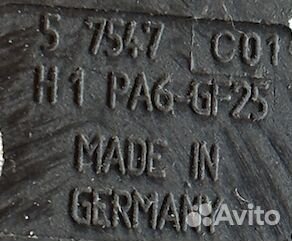 5 7547 C01
H1 PA6-GF25
MADE IN
GERMANY
Avito